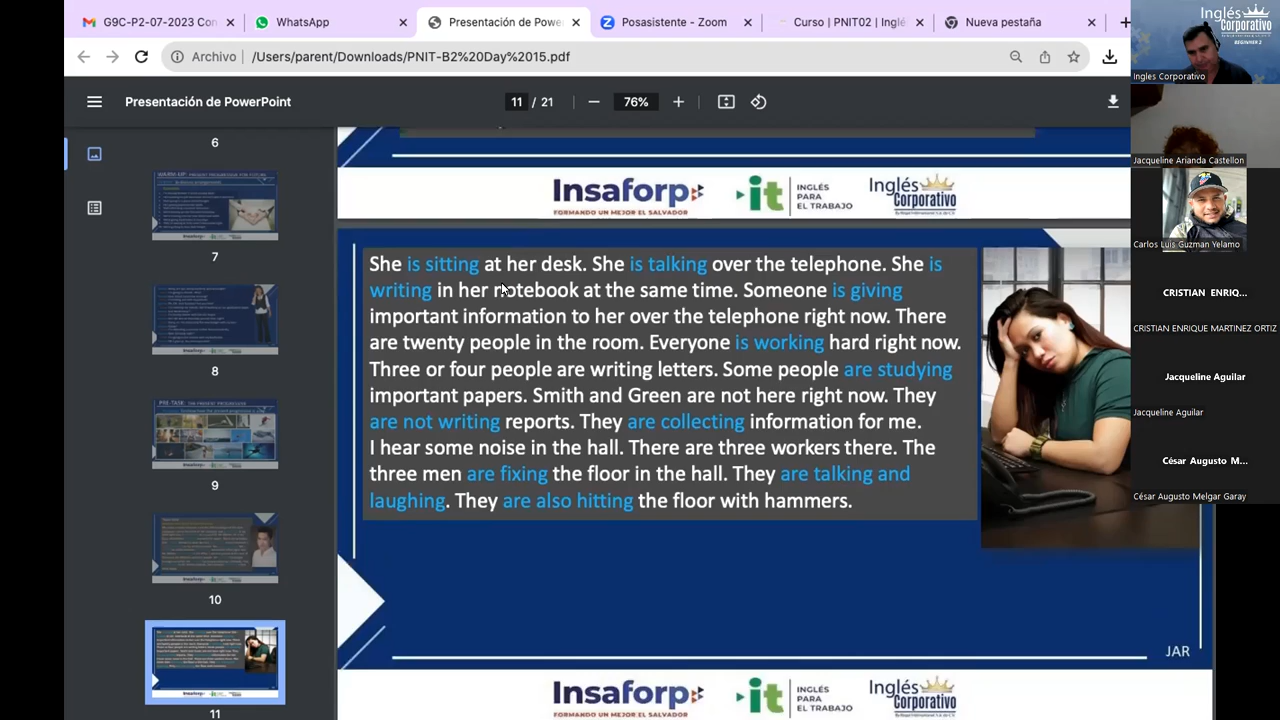 G9C-P2-07-2023 Con
WhatsApp
Presentación de Powe
Posasistente - Zoom
Curso | PNIT02 | Inglé
Nueva pestaña
Archivo
/Users/parent/Downloads/PNIT-B2%20Day%2015.pdf
Presentación de PowerPoint
11 / 21
76%
6
7
8
9
10
11
Insaforp
FORMANDO UN MEJOR EL SALVADOR
it
INGLÉS
PARA
EL TRABAJO
Inglés
Corporativo
She is sitting at her desk. She is talking over the telephone. She is
writing in her notebook at the same time. Someone is giving
important information to her over the telephone right now. There
are twenty people in the room. Everyone is working hard right now.
Three or four people are writing letters. Some people are studying
important papers. Smith and Green are not here right now. They
are not writing reports. They are collecting information for me.
I hear some noise in the hall. There are three workers there. The
three men are fixing the floor in the hall. They are talking and
laughing. They are also hitting the floor with hammers.
JAR
Insaforp
FORMANDO UN MEJOR EL SALVADOR
it
INGLÉS
PARA
EL TRABAJO
Inglés
Corporativo
Inglés
Corporativo
BEGINNER 2
Ingles Corporativo
Jacqueline Arianda Castellon
Carlos Luis Guzman Yelamo
CRISTIAN ENRIQ...
CRISTIAN ENRIQUE MARTINEZ ORTIZ
Jacqueline Aguilar
Jacqueline Aguilar
César Augusto M...
César Augusto Melgar Garay